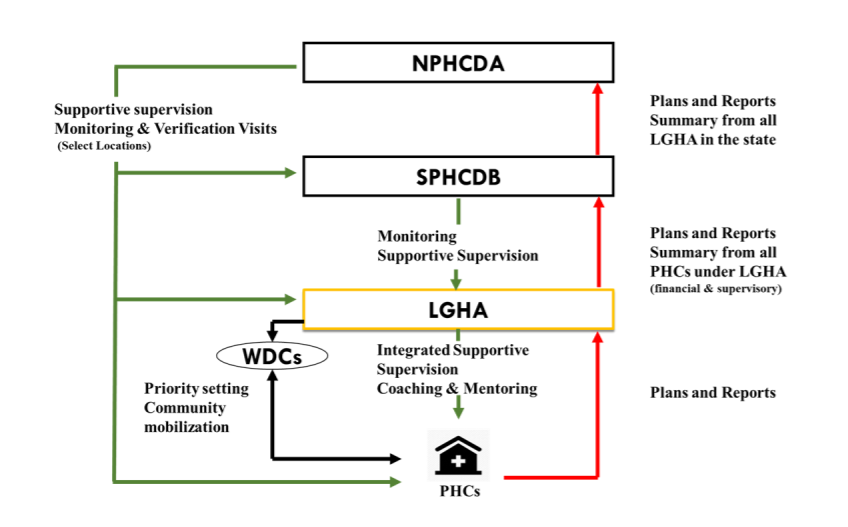 NPHCDA
Supportive supervision
Monitoring & Verification Visits
(Select Locations)
Plans and Reports
Summary from all
LGHA in the state
SPHCDB
Monitoring
Supportive Supervision
Plans and Reports
Summary from all
PHCs under LGHA
(financial & supervisory)
LGHA
WDCs
Integrated Supportive
Supervision
Coaching & Mentoring
Priority setting
Community
mobilization
Plans and Reports
PHCs